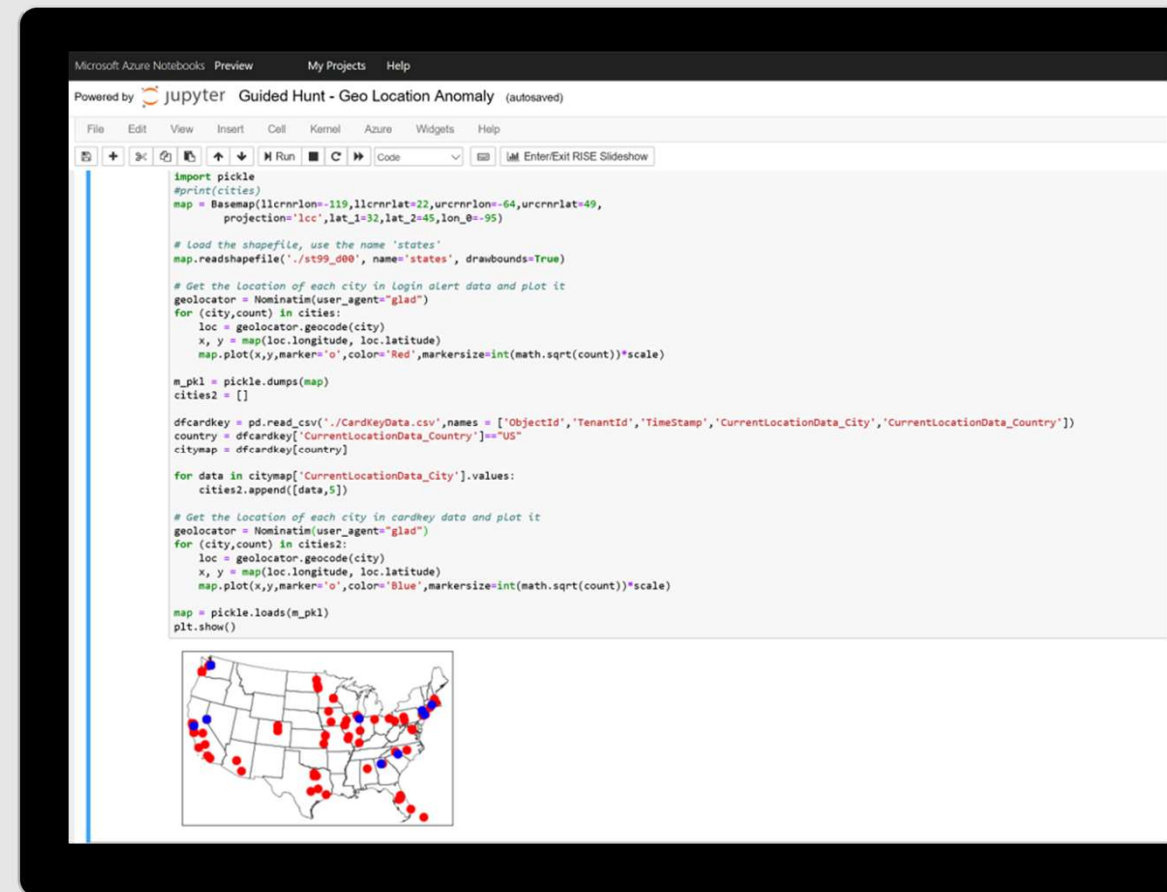 Microsoft Azure Notebooks Preview My Projects Help
Powered by jupyter Guided Hunt - Geo Location Anomaly (autosaved)
File Edit View Insert Cell Kernel Azure Widgets Help
Run Code Enter/Exit RISE Slideshow
import pickle
#print(cities)
map = Basemap(llcrnrlon=-119,llcrnrlat=22,urcrnrlon=-64,urcrnrlat=49,
projection='lcc',lat_1=32,lat_2=45,lon_0=-95)
# load the shapefile, use the name 'states'
map.readshapefile('./st99_d00', name='states', drawbounds=True)
# Get the location of each city in login alert data and plot it
geolocator = Nominatim(user_agent="glad")
for (city,count) in cities:
loc = geolocator.geocode(city)
x, y = map(loc.longitude, loc.latitude)
map.plot(x,y,marker='o',color='Red',markersize=int(math.sqrt(count))*scale)
m_pkl = pickle.dumps(map)
cities2 = []
dfcardkey = pd.read_csv('./CardKeyData.csv',names = ['ObjectId','TenantId','TimeStamp','CurrentLocationData_City','CurrentLocationData_Country'])
country = dfcardkey['CurrentLocationData_Country']=="US"
citymap = dfcardkey[country]
for data in citymap['CurrentLocationData_City'].values:
cities2.append([data,5])
# Get the location of each city in cardkey data and plot it
geolocator = Nominatim(user_agent="glad")
for (city,count) in cities2:
loc = geolocator.geocode(city)
x, y = map(loc.longitude, loc.latitude)
map.plot(x,y,marker='o',color='Blue',markersize=int(math.sqrt(count))*scale)
map = pickle.loads(m_pkl)
plt.show()